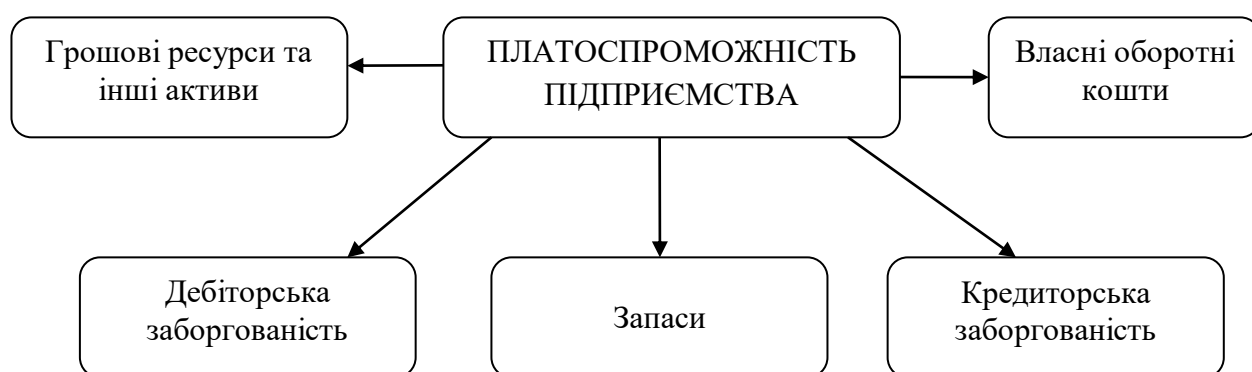 Грошові ресурси та
інші активи
ПЛАТОСПРОМОЖНІСТЬ
ПІДПРИЄМСТВА
Власні оборотні
кошти
Дебіторська
заборгованість
Запаси
Кредиторська
заборгованість